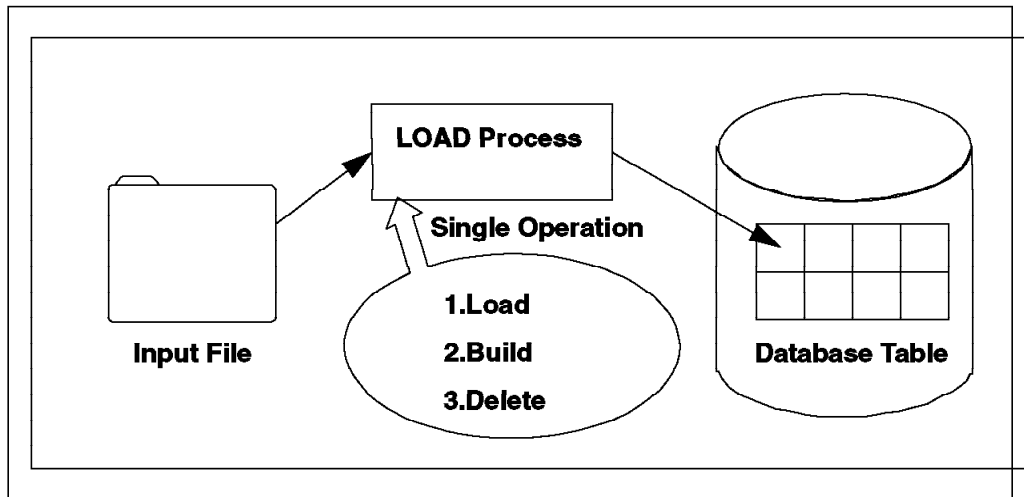 LOAD Process
Single Operation
1.Load
2.Build
3.Delete
Input File
Database Table